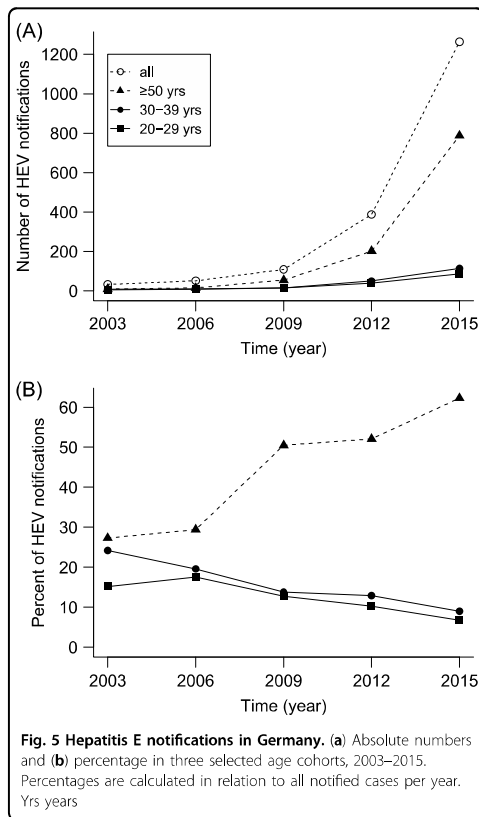 (A)
1200
1000
800
600
400
200
0
Number of HEV notifications
all
≥50 yrs
30–39 yrs
20–29 yrs
2003 2006 2009 2012 2015
Time (year)
(B)
60
50
40
30
20
10
0
Percent of HEV notifications
2003 2006 2009 2012 2015
Time (year)
Fig. 5 Hepatitis E notifications in Germany. (a) Absolute numbers
and (b) percentage in three selected age cohorts, 2003–2015.
Percentages are calculated in relation to all notified cases per year.
Yrs years